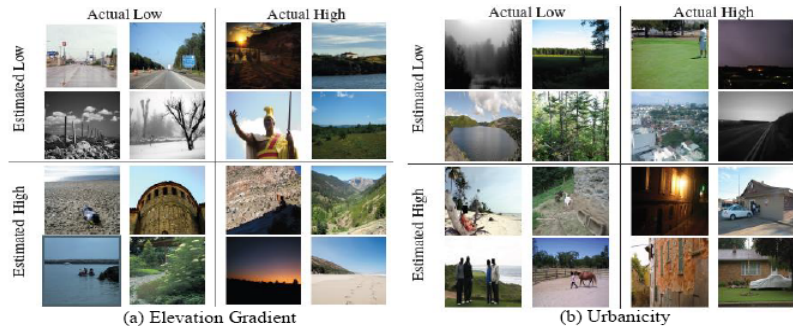 Actual Low
Actual High
Estimated Low
Estimated High
(a) Elevation Gradient
Actual Low
Actual High
Estimated Low
Estimated High
(b) Urbanicity